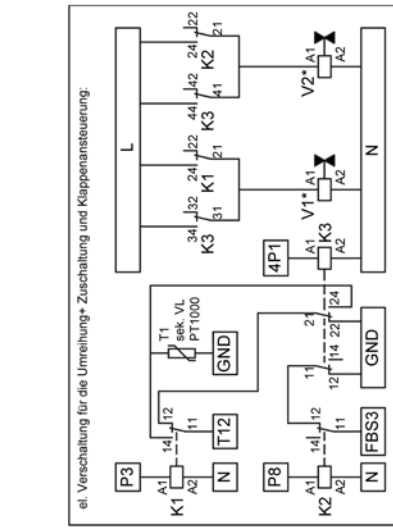 el. Verschaltung für die Umreihung+ Zuschaltung und Klappenansteuerung:
L
34 32
K3 31
24 22
K1 21
44 42
K3 41
24 22
K2 21
P3
A1
A2
K1
N
14 12
11
T12
T1
sek. VL
PT1000
GND
4P1
A1
A2
K3
V1*
A1
A2
V2*
A1
A2
21
22 24
11
12 14
GND
P8
A1
A2
K2
N
14 12
11
FBS3
N